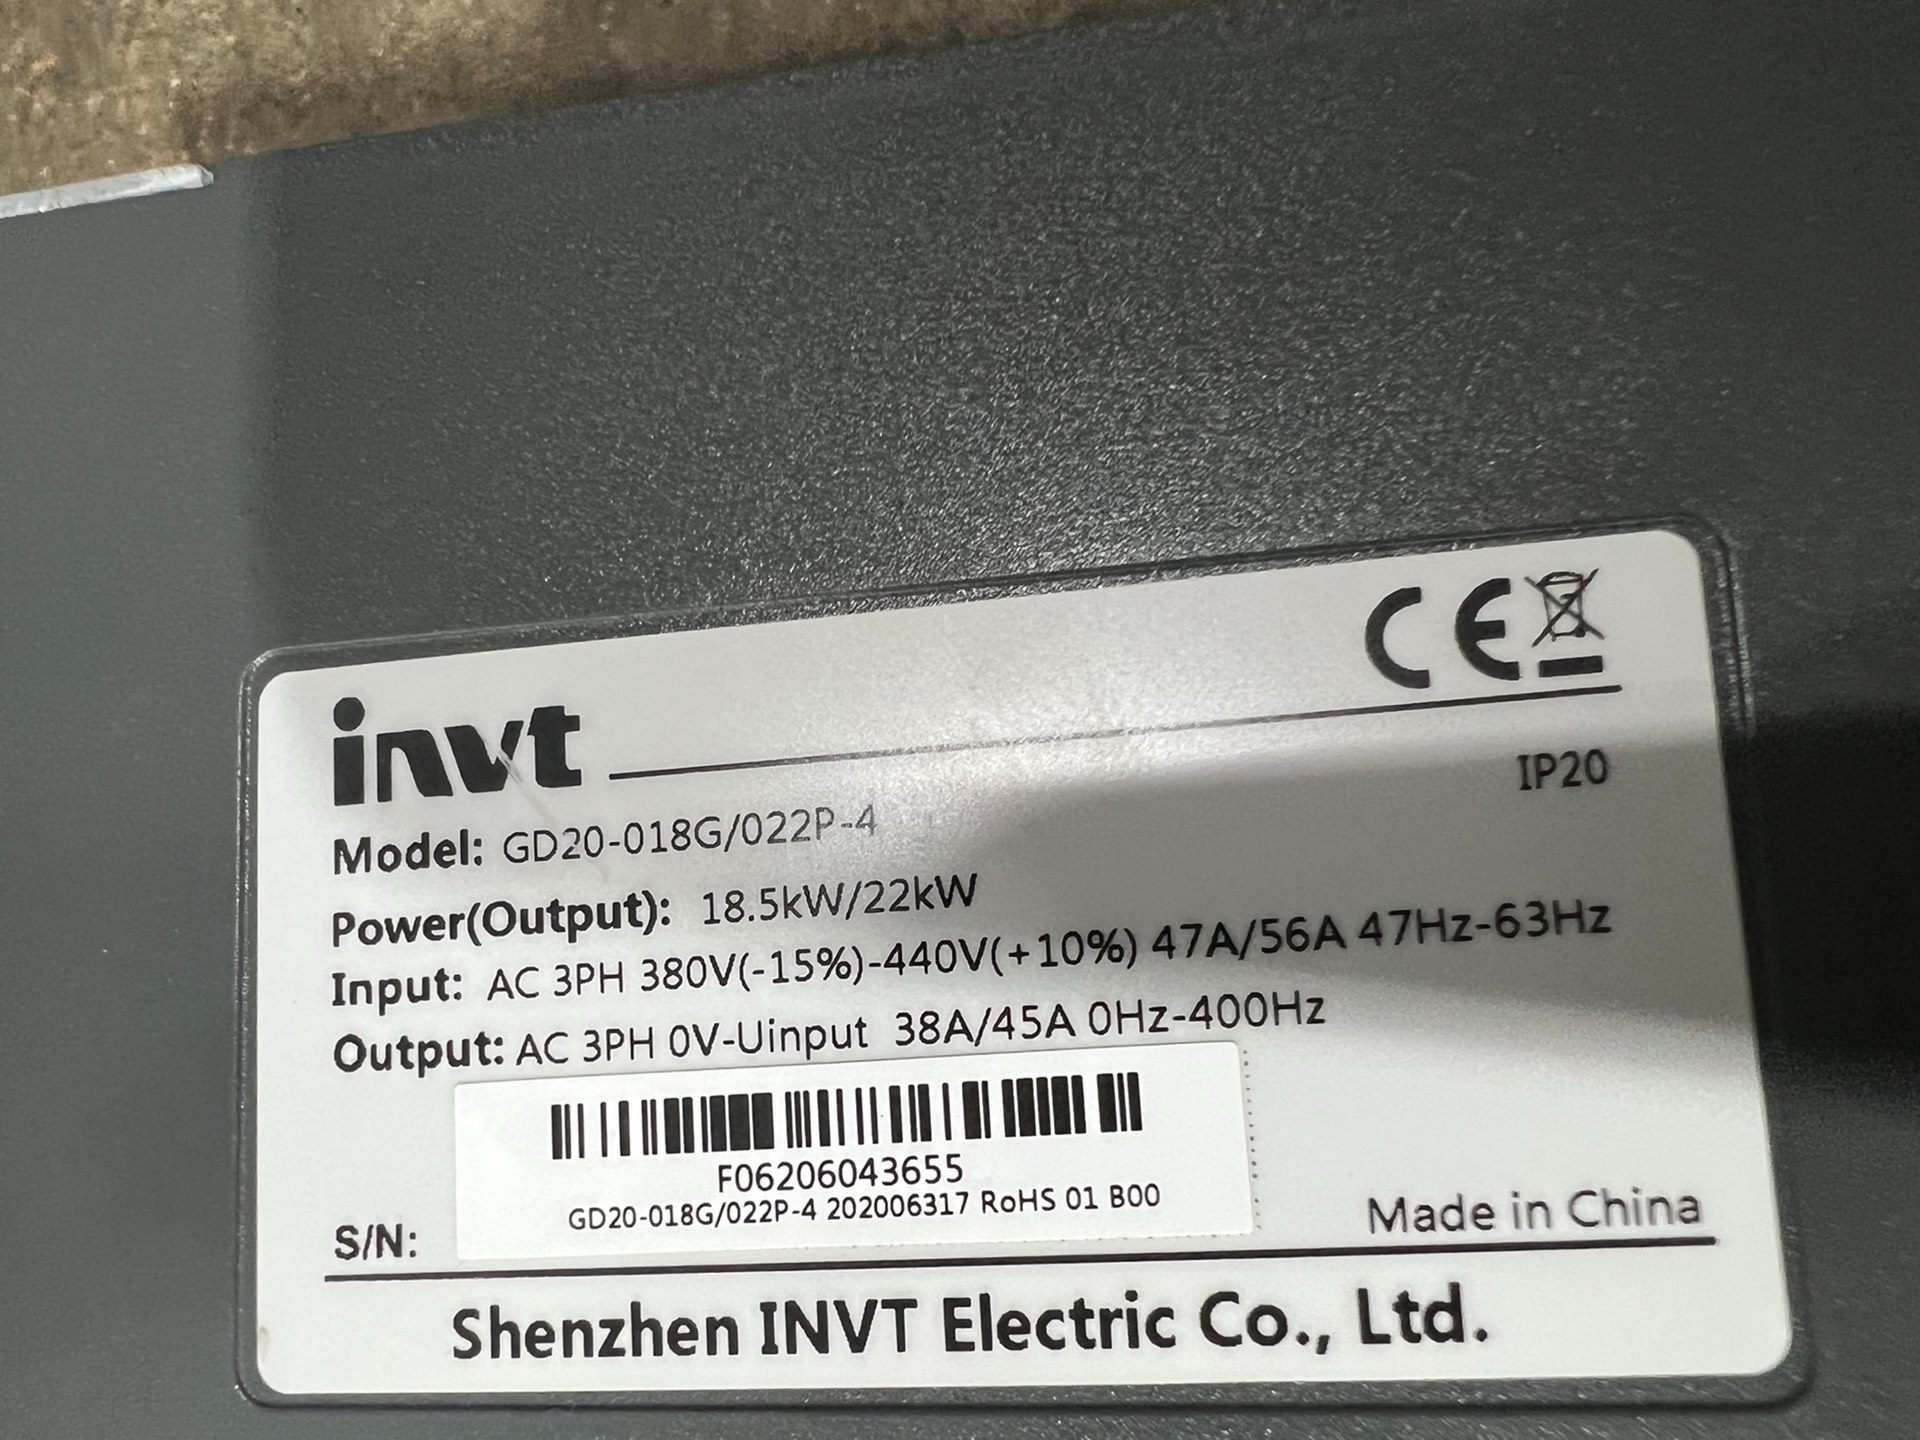 invt
CE
IP20
Model: GD20-018G/022P-4
Power(Output): 18.5kW/22kW
Input: AC 3PH 380V(-15%)-440V(+10%) 47A/56A 47Hz-63Hz
Output: AC 3PH 0V-Uinput 38A/45A 0Hz-400Hz
F06206043655
GD20-018G/022P-4 202006317 RoHS 01 B00
S/N:
Made in China
Shenzhen INVT Electric Co., Ltd.